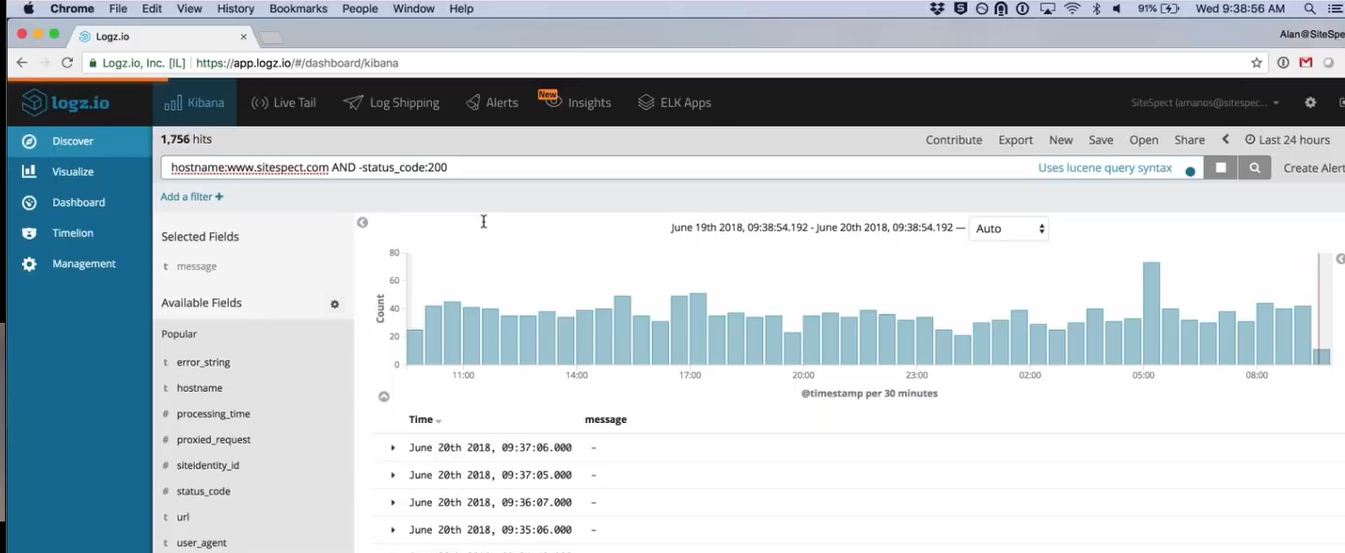 Chrome File Edit View History Bookmarks People Window Help 91% Wed 9:38:56 AM
Logz.io × Alan@SiteSpe
Logz.io, Inc. [IL] https://app.logz.io/#/dashboard/kibana
logz.io Kibana Live Tail Log Shipping Alerts New Insights ELK Apps SiteSpect (amanos@sitespec...
Discover
Visualize
Dashboard
Timelion
Management
1,756 hits Contribute Export New Save Open Share Last 24 hours
hostname:www.sitespect.com AND -status_code:200 Uses lucene query syntax Create Alert
Add a filter +
Selected Fields
t message
Available Fields
Popular
t error_string
t hostname
# processing_time
# proxied_request
# siteidentity_id
# status_code
t url
t user_agent
June 19th 2018, 09:38:54.192 - June 20th 2018, 09:38:54.192 — Auto
80
60
40
20
0
Count
11:00 14:00 17:00 20:00 23:00 02:00 05:00 08:00
@timestamp per 30 minutes
Time message
June 20th 2018, 09:37:06.000 -
June 20th 2018, 09:37:05.000 -
June 20th 2018, 09:36:07.000 -
June 20th 2018, 09:35:06.000 -